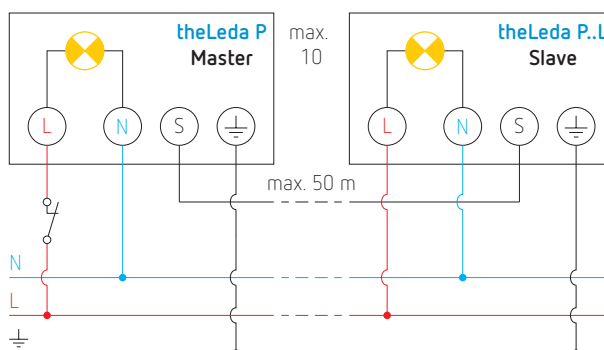 theLeda P
Master
max.
10
theLeda P..L
Slave
L
N
S
L
N
S
max. 50 m
N
L